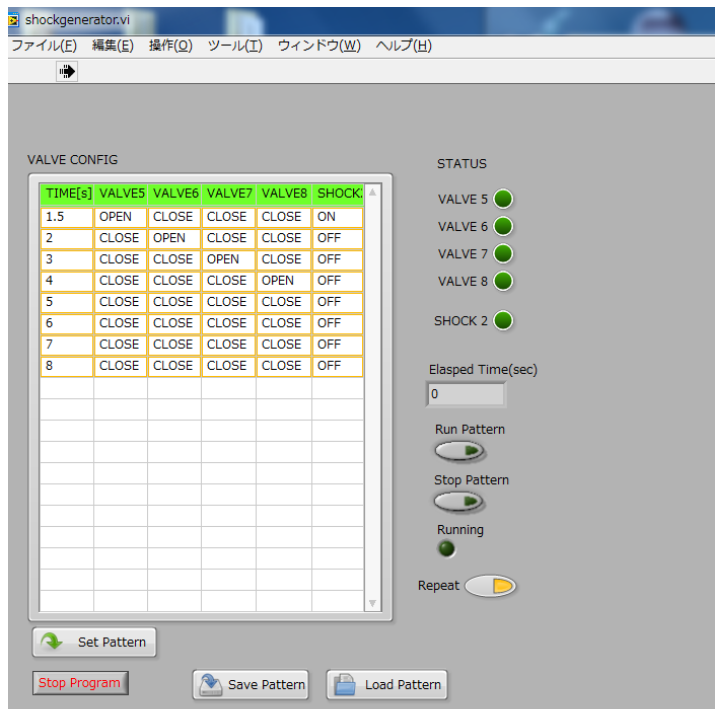 shockgenerator.vi
ファイル(F) 編集(E) 操作(O) ツール(T) ウィンドウ(W) ヘルプ(H)
VALVE CONFIG
TIME[s] VALVE5 VALVE6 VALVE7 VALVE8 SHOCK
1.5 OPEN CLOSE CLOSE CLOSE ON
2 CLOSE OPEN CLOSE CLOSE OFF
3 CLOSE CLOSE OPEN CLOSE OFF
4 CLOSE CLOSE CLOSE OPEN OFF
5 CLOSE CLOSE CLOSE CLOSE OFF
6 CLOSE CLOSE CLOSE CLOSE OFF
7 CLOSE CLOSE CLOSE CLOSE OFF
8 CLOSE CLOSE CLOSE CLOSE OFF
Set Pattern
Stop Program
Save Pattern
Load Pattern
STATUS
VALVE 5
VALVE 6
VALVE 7
VALVE 8
SHOCK 2
Elasped Time(sec)
0
Run Pattern
Stop Pattern
Running
Repeat